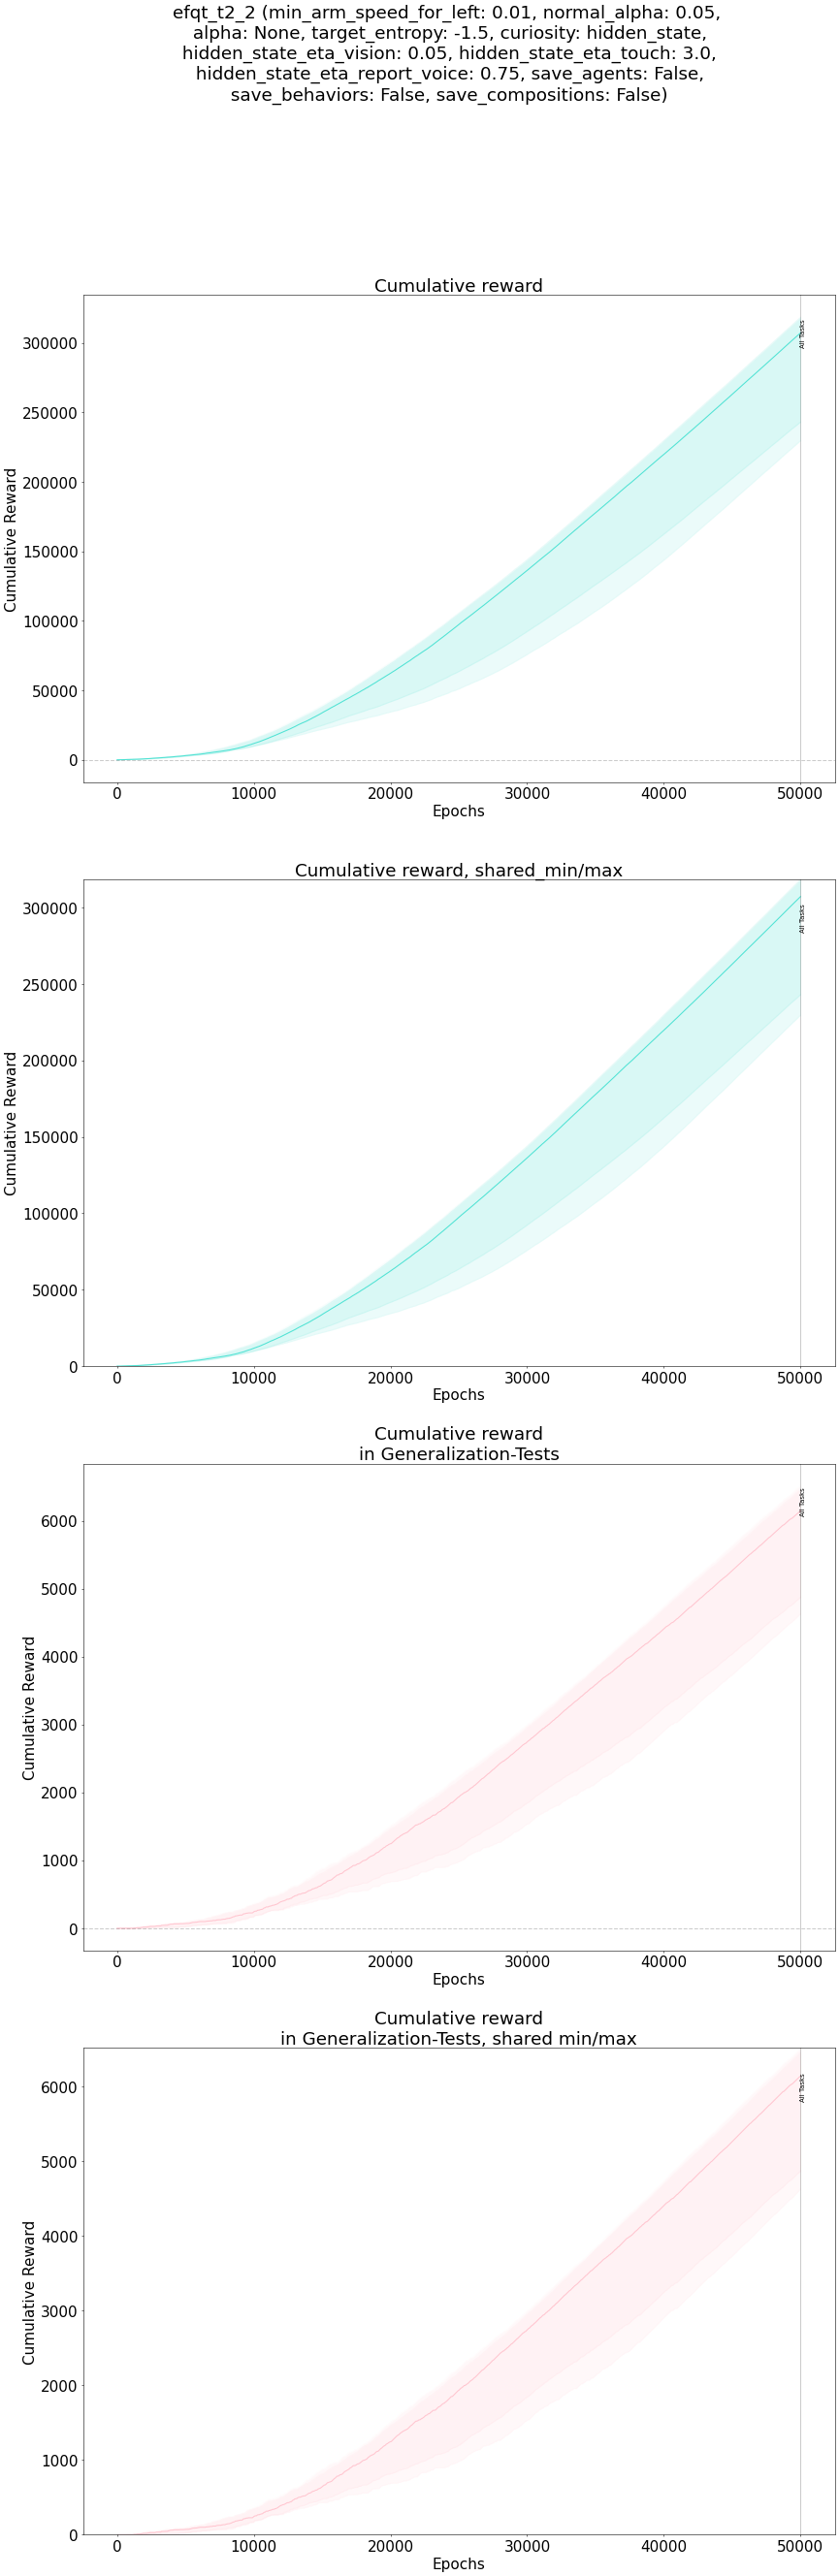 efqt_t2_2 (min_arm_speed_for_left: 0.01, normal_alpha: 0.05,
alpha: None, target_entropy: -1.5, curiosity: hidden_state,
hidden_state_eta_vision: 0.05, hidden_state_eta_touch: 3.0,
hidden_state_eta_report_voice: 0.75, save_agents: False,
save_behaviors: False, save_compositions: False)
Cumulative reward
300000
250000
200000
150000
100000
50000
0
Cumulative Reward
All Tasks
0 10000 20000 30000 40000 50000
Epochs
Cumulative reward, shared_min/max
300000
250000
200000
150000
100000
50000
0
Cumulative Reward
All Tasks
0 10000 20000 30000 40000 50000
Epochs
Cumulative reward
in Generalization-Tests
6000
5000
4000
3000
2000
1000
0
Cumulative Reward
All Tasks
0 10000 20000 30000 40000 50000
Epochs
Cumulative reward
in Generalization-Tests, shared min/max
6000
5000
4000
3000
2000
1000
0
Cumulative Reward
All Tasks
0 10000 20000 30000 40000 50000
Epochs